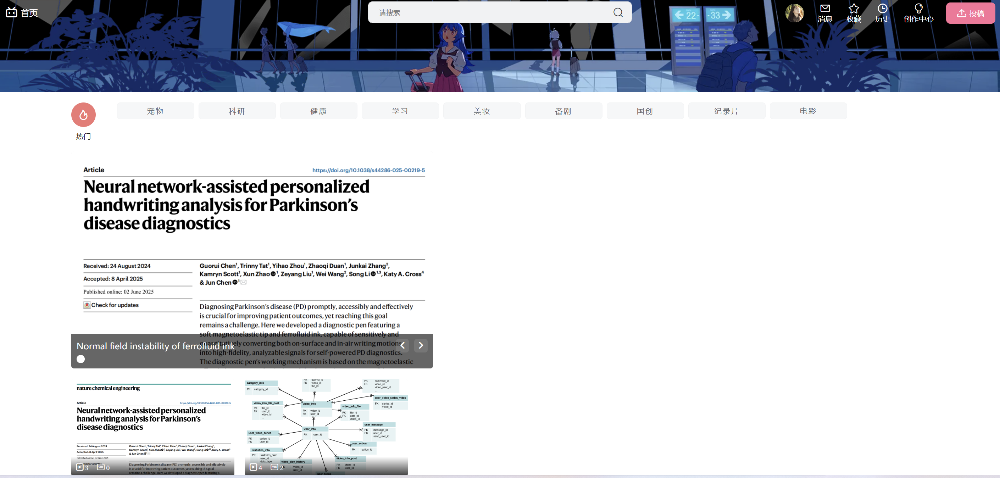 首页
请搜索
消息
收藏
历史
创作中心
投稿
22
33
宠物
科研
健康
学习
美妆
番剧
国创
纪录片
电影
热门
Article
https://doi.org/10.1038/s44286-025-00219-5
Neural network-assisted personalized
handwriting analysis for Parkinson's
disease diagnostics
Received: 24 August 2024
Accepted: 8 April 2025
Published online: 02 June 2025
Check for updates
Guorui Chen1, Trinny Tat1, Yihao Zhou1, Zhaoqi Duan1, Junkai Zhang2,
Kamryn Scott1, Xun Zhao 1, Zeyang Liu1, Wei Wang2, Song Li 1,3, Katy A. Cross4
& Jun Chen 1
Diagnosing Parkinson's disease (PD) promptly, accessibly and effectively
is crucial for improving patient outcomes, yet reaching this goal
remains a challenge. Here we developed a diagnostic pen featuring a
soft magnetoelastic tip and ferrofluid ink, capable of sensitively and
quantitatively converting both on-surface and in-air writing motions
into high-fidelity, analyzable signals for self-powered PD diagnostics.
The diagnostic pen's working mechanism is based on the magnetoelastic
Normal field instability of ferrofluid ink
nature chemical engineering
Article
https://doi.org/10.1038/s44286-025-00219-5
Neural network-assisted personalized
handwriting analysis for Parkinson's
disease diagnostics
Received: 24 August 2024
Accepted: 8 April 2025
Published online: 02 June 2025
Check for updates
Guorui Chen1, Trinny Tat1, Yihao Zhou1, Zhaoqi Duan1, Junkai Zhang2,
Kamryn Scott1, Xun Zhao 1, Zeyang Liu1, Wei Wang2, Song Li 1,3, Katy A. Cross4
& Jun Chen 1
Diagnosing Parkinson's disease (PD) promptly, accessibly and effectively
is crucial for improving patient outcomes, yet reaching this goal
remains a challenge. Here we developed a diagnostic pen featuring a
3
0
category_info
PK category_id
PK danmu_id
FK video_id
file_id
...
PK comment_id
FK video_id
video_user_id
...
user_video_series_video
FK series_id
video_id
video_info_file_post
PK file_id
FK user_id
video_id
...
video_info
PK video_id
FK user_id
video_info_file
PK file_id
FK user_id
video_id
user_message
PK message_id
FK user_id
send_user_id
User_info
PK user_id
user_video_series
PK series_id
FK user_id
user_action
PK action_id
statistics_info
PK statistics_date
user_id
data_type
video_play_history
PK video_id
user_id
video_info_post
PK video_id
FK user_id
user_focus
4
2